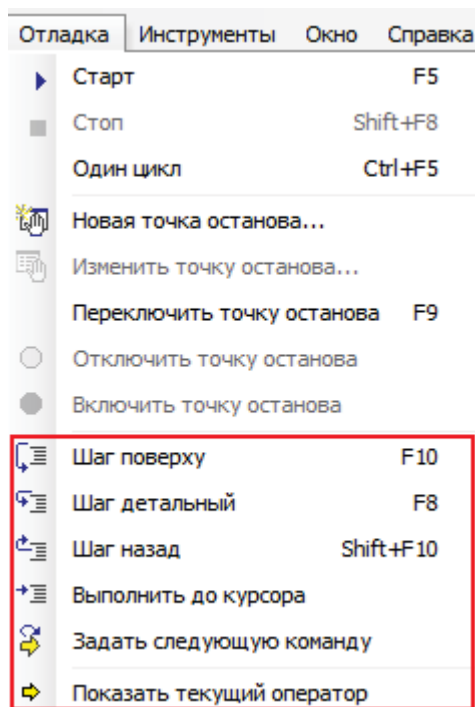 Отладка Инструменты Окно Справка
Старт F5
Стоп Shift+F8
Один цикл Ctrl+F5
Новая точка останова...
Изменить точку останова...
Переключить точку останова F9
Отключить точку останова
Включить точку останова
Шаг поверху F10
Шаг детальный F8
Шаг назад Shift+F10
Выполнить до курсора
Задать следующую команду
Показать текущий оператор